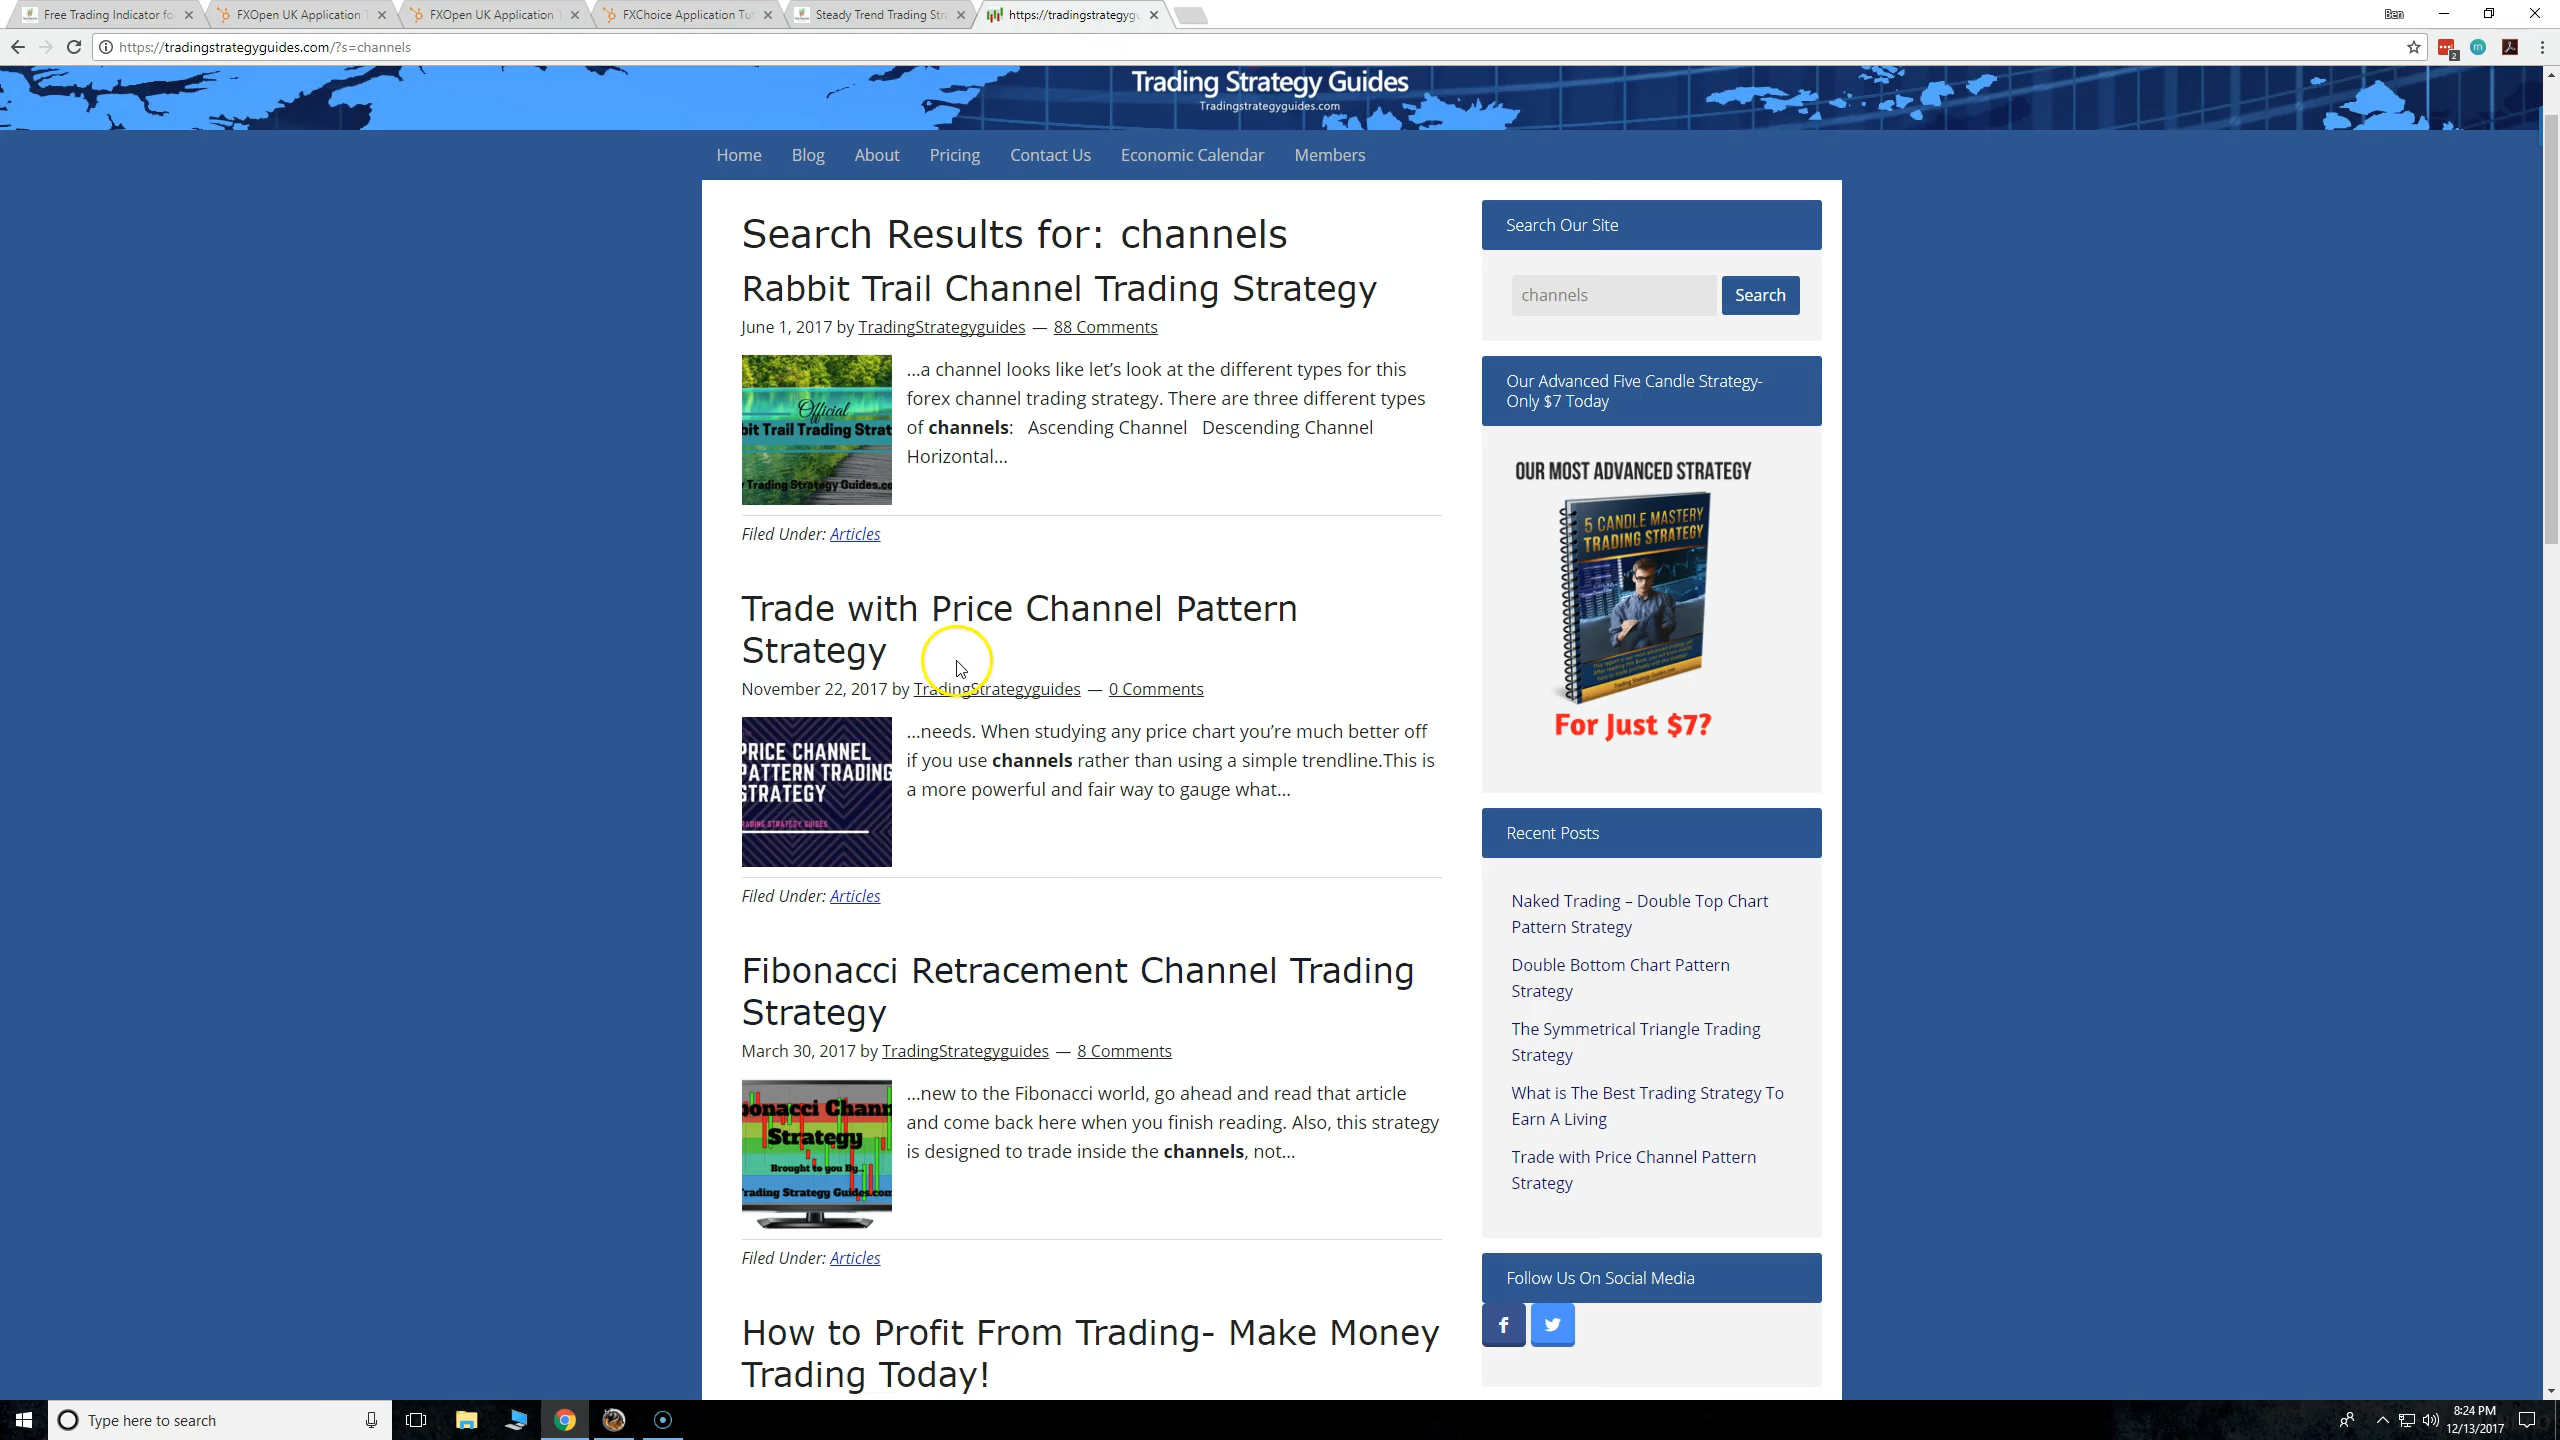 Free Trading Indicator fo
FXOpen UK Application T
FXOpen UK Application T
FXChoice Application Tut
Steady Trend Trading Str
https://tradingstrategygu
Ben
https://tradingstrategyguides.com/?s=channels
2
m
Trading Strategy Guides
Tradingstrategyguides.com
Home
Blog
About
Pricing
Contact Us
Economic Calendar
Members
Search Results for: channels
Rabbit Trail Channel Trading Strategy
June 1, 2017 by TradingStrategyguides — 88 Comments
Official
bit Trail Trading Strat
Trading Strategy Guides.co
...a channel looks like let's look at the different types for this
forex channel trading strategy. There are three different types
of channels: Ascending Channel Descending Channel
Horizontal...
Filed Under: Articles
Trade with Price Channel Pattern
Strategy
November 22, 2017 by TradingStrategyguides — 0 Comments
PRICE CHANNEL
PATTERN TRADING
STRATEGY
RADING STRATEGY GUIDES
...needs. When studying any price chart you're much better off
if you use channels rather than using a simple trendline.This is
a more powerful and fair way to gauge what...
Filed Under: Articles
Fibonacci Retracement Channel Trading
Strategy
March 30, 2017 by TradingStrategyguides — 8 Comments
bonacci Chann
Strategy
Brought to you By...
rading Strategy Guides.com
...new to the Fibonacci world, go ahead and read that article
and come back here when you finish reading. Also, this strategy
is designed to trade inside the channels, not...
Filed Under: Articles
How to Profit From Trading- Make Money
Trading Today!
Search Our Site
channels
Search
Our Advanced Five Candle Strategy-
Only $7 Today
OUR MOST ADVANCED STRATEGY
5 CANDLE MASTERY
TRADING STRATEGY
Trading Strategy Guides.com
For Just $7?
Recent Posts
Naked Trading – Double Top Chart
Pattern Strategy
Double Bottom Chart Pattern
Strategy
The Symmetrical Triangle Trading
Strategy
What is The Best Trading Strategy To
Earn A Living
Trade with Price Channel Pattern
Strategy
Follow Us On Social Media
Type here to search
8:24 PM
12/13/2017